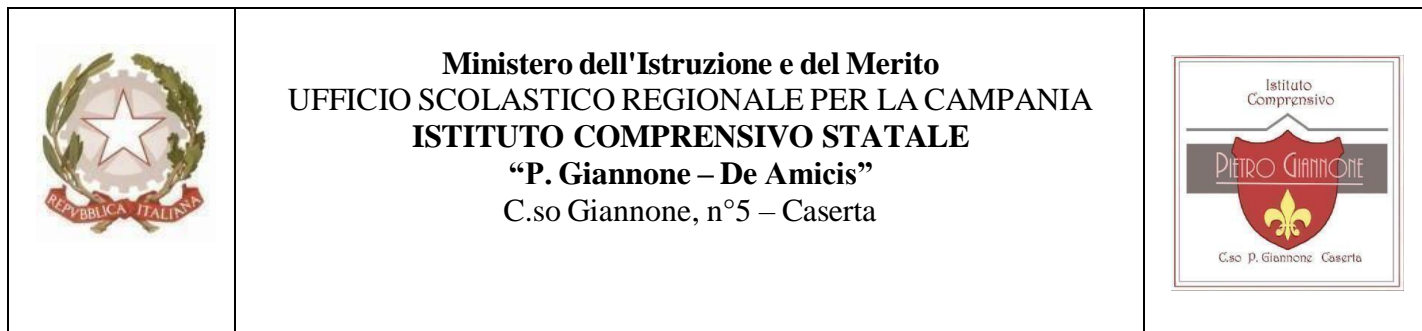 REPVBBLICA ITALIANA
Ministero dell'Istruzione e del Merito
UFFICIO SCOLASTICO REGIONALE PER LA CAMPANIA
ISTITUTO COMPRENSIVO STATALE
“P. Giannone – De Amicis”
C.so Giannone, n°5 – Caserta
Istituto
Comprensivo
PIETRO GIANNONE
C.so P. Giannone Caserta